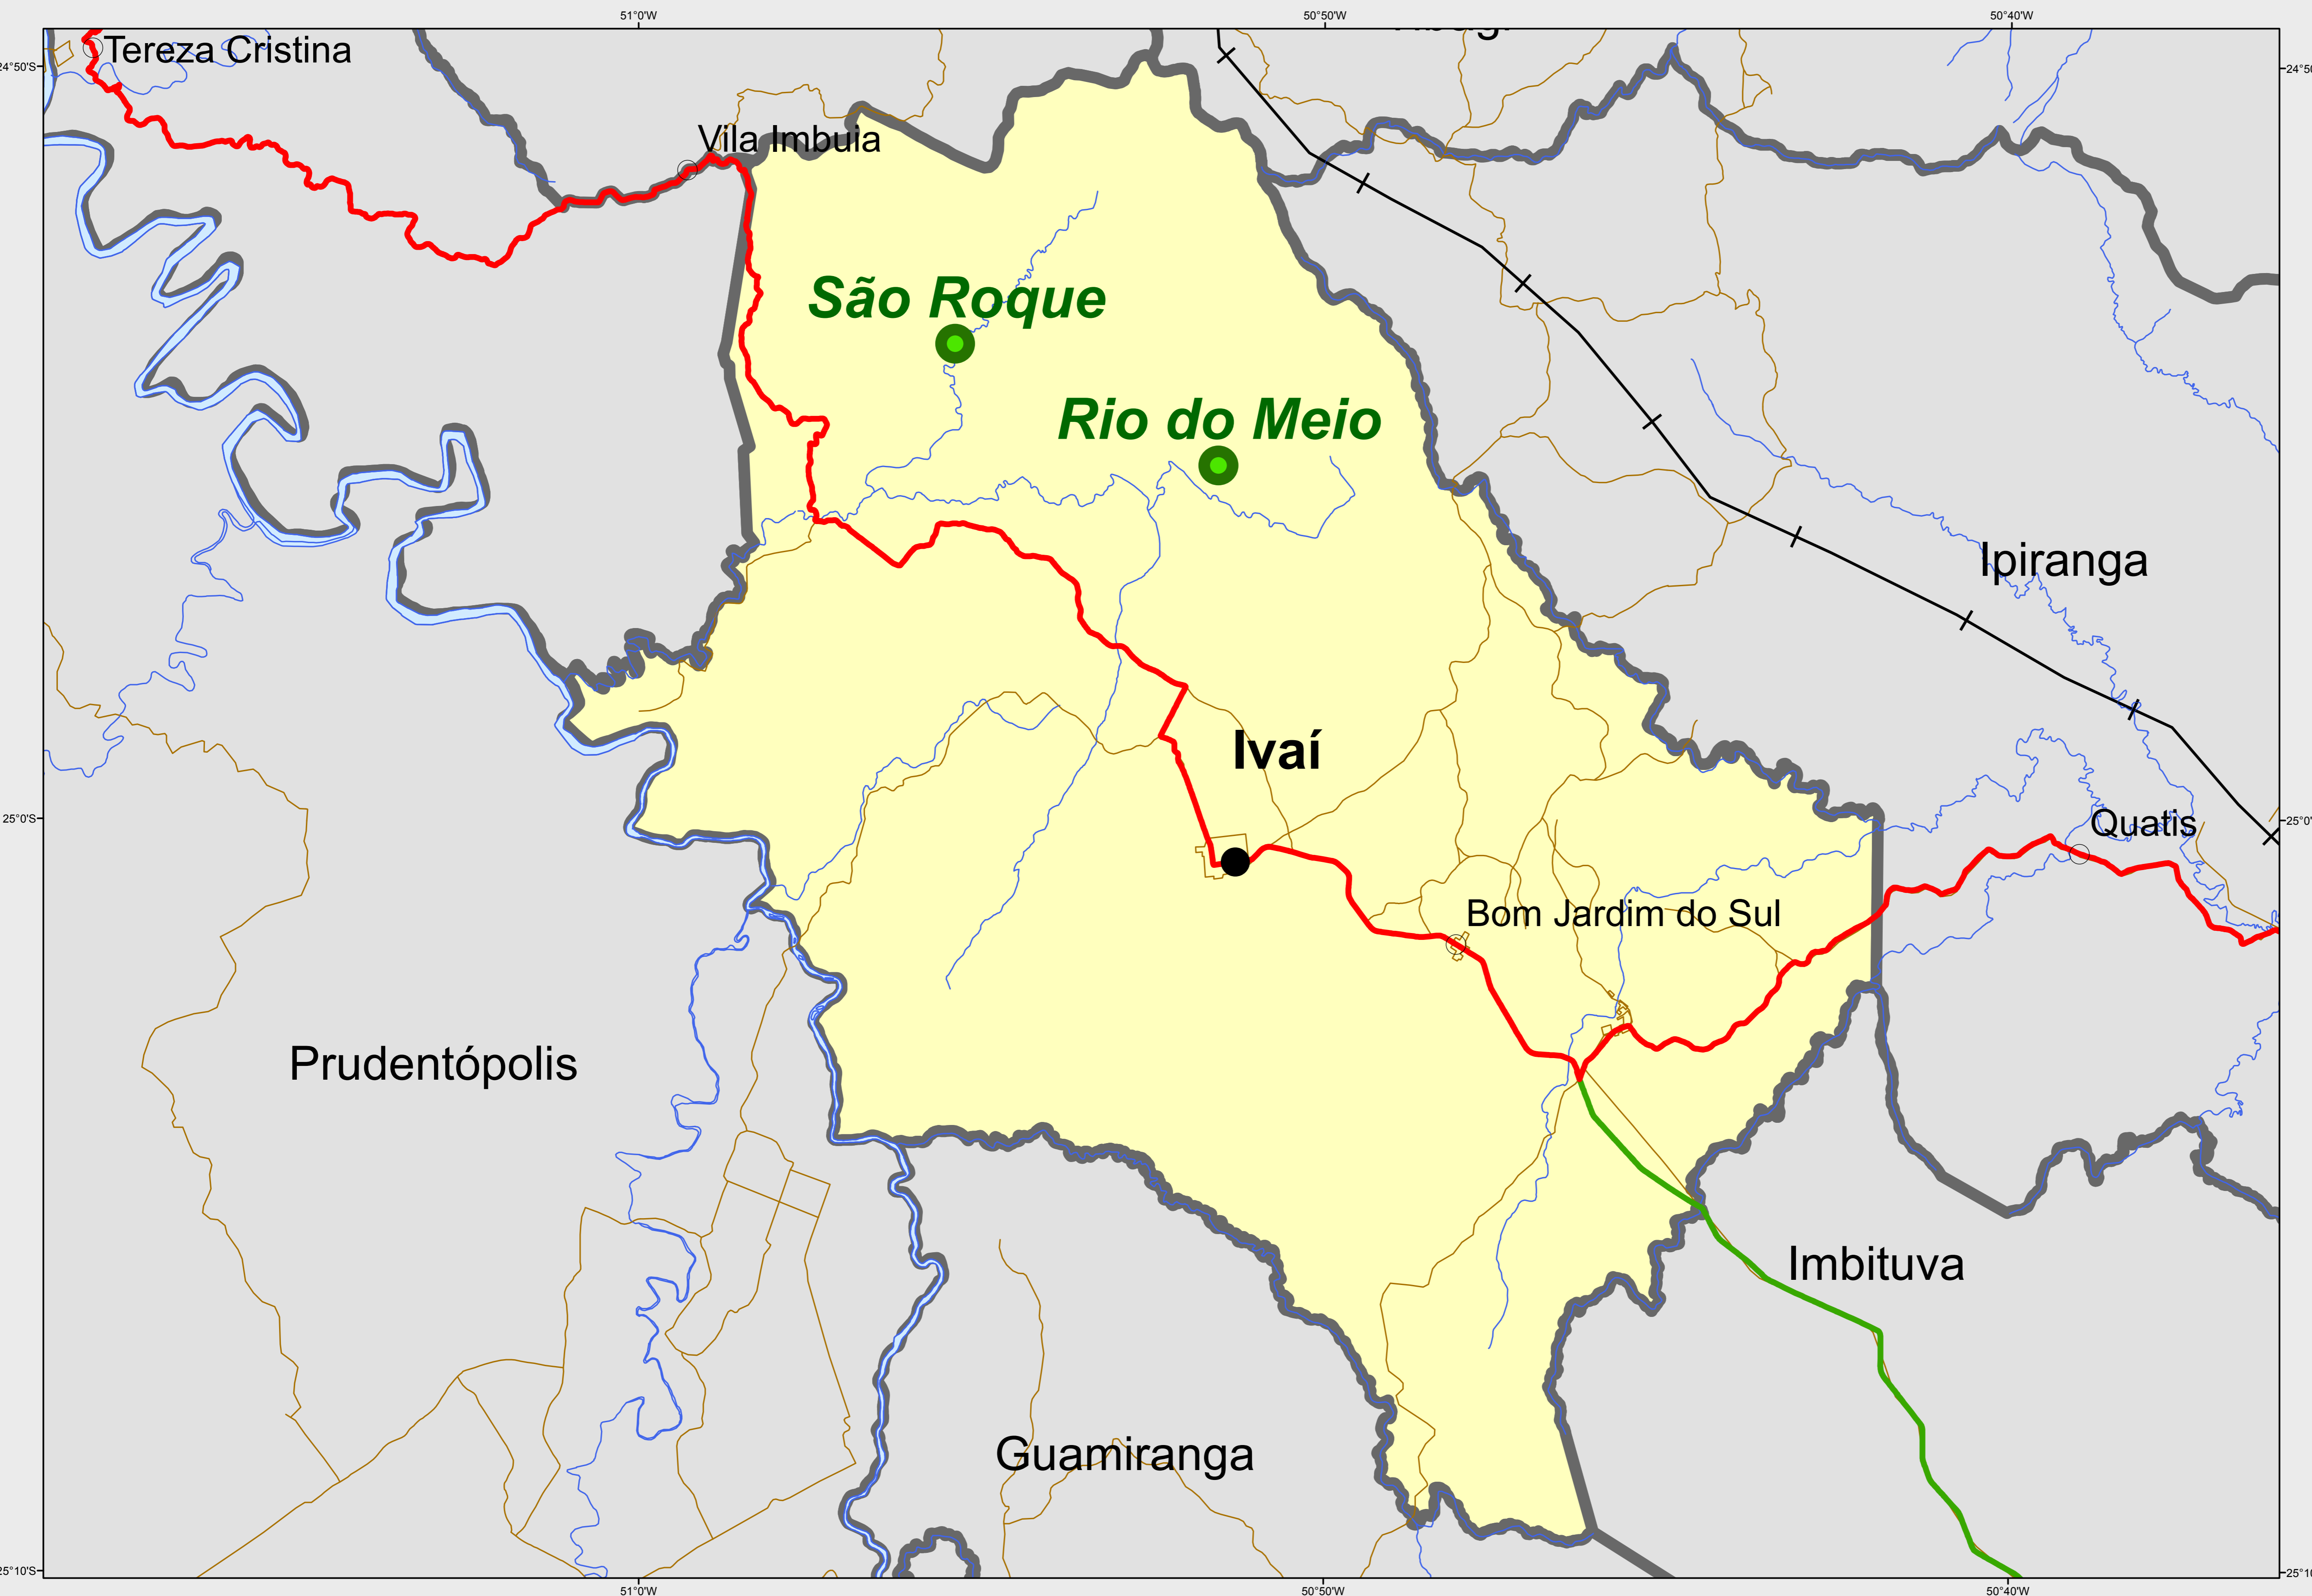 51°0'W
50°50'W
50°40'W
Tereza Cristina
24°50'S
Vila Imbuia
São Roque
Rio do Meio
Ipiranga
Ivaí
25°0'S
Quatis
Bom Jardim do Sul
Prudentópolis
Imbituva
Guamiranga
25°10'S
51°0'W
50°50'W
50°40'W